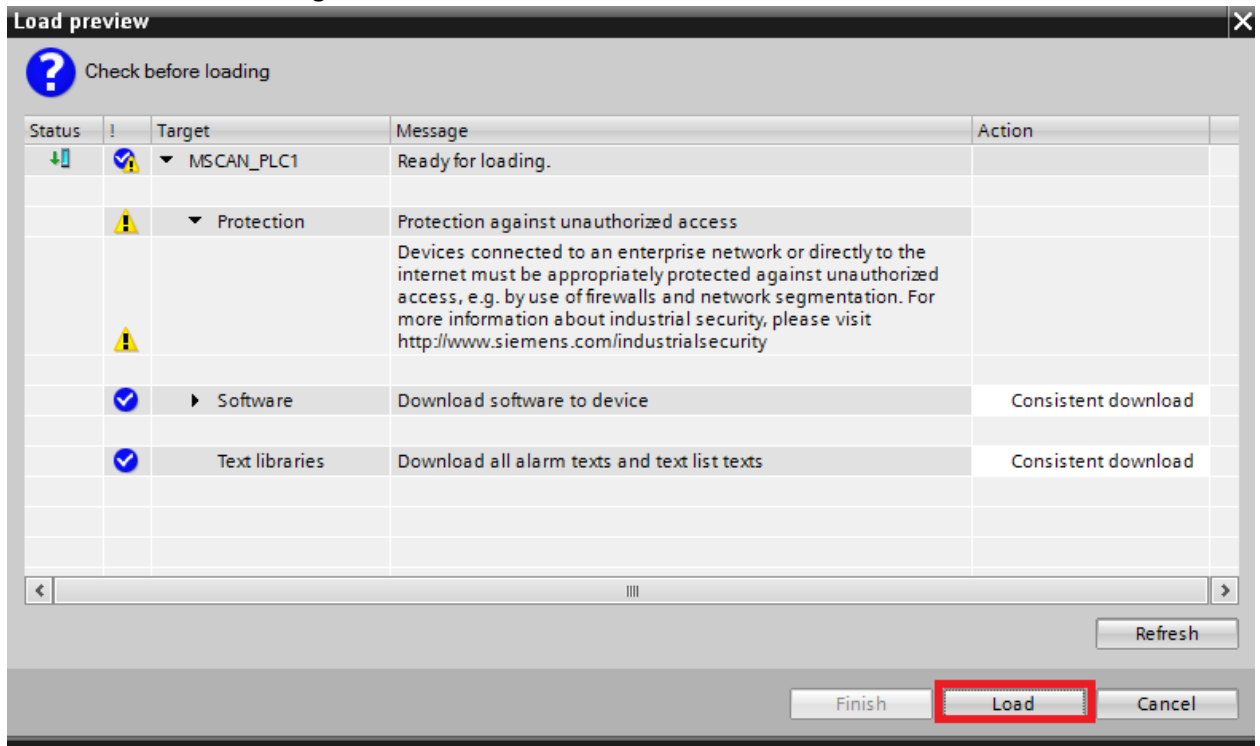 Load preview
Check before loading
Status ! Target Message Action
MSCAN_PLC1 Ready for loading.
Protection Protection against unauthorized access
Devices connected to an enterprise network or directly to the
internet must be appropriately protected against unauthorized
access, e.g. by use of firewalls and network segmentation. For
more information about industrial security, please visit
http://www.siemens.com/industrialsecurity
Software Download software to device Consistent download
Text libraries Download all alarm texts and text list texts Consistent download
Refresh
Finish Load Cancel